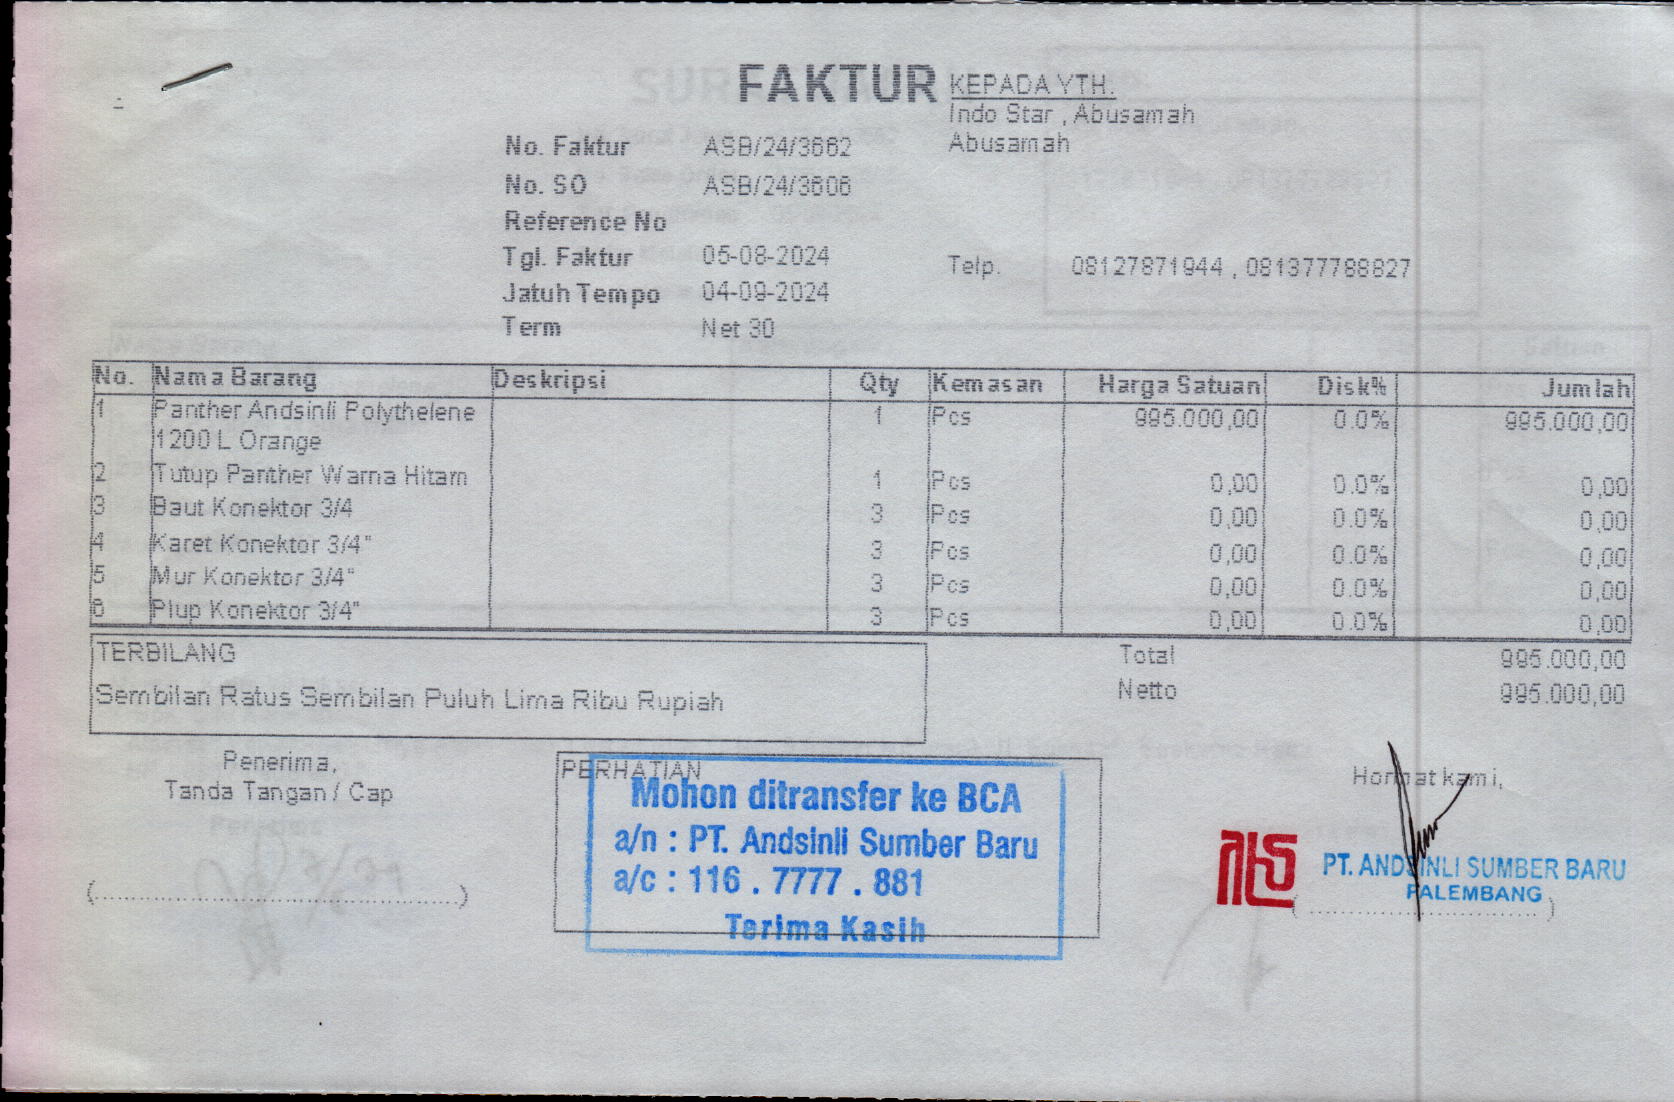 FAKTUR
KEPADA YTH.
Indo Star , Abusamah
Abusamah
No. Faktur ASB/24/3662
No. SO ASB/24/3606
Reference No
Tgl. Faktur 05-08-2024
Jatuh Tempo 04-09-2024
Term Net 30
Telp. 08127871944 , 081377788827
No. Nama Barang Deskripsi Qty Kemasan Harga Satuan Disk% Jumlah
1 Panther Andsinli Polythelene 1 Pcs 995.000,00 0.0% 995.000,00
1200 L Orange
2 Tutup Panther Warna Hitam 1 Pcs 0,00 0.0% 0,00
3 Baut Konektor 3/4 3 Pcs 0,00 0.0% 0,00
4 Karet Konektor 3/4" 3 Pcs 0,00 0.0% 0,00
5 Mur Konektor 3/4" 3 Pcs 0,00 0.0% 0,00
6 Plup Konektor 3/4" 3 Pcs 0,00 0.0% 0,00
TERBILANG
Sembilan Ratus Sembilan Puluh Lima Ribu Rupiah
Total 995.000,00
Netto 995.000,00
Penerima,
Tanda Tangan / Cap
(........................................)
PERHATIAN
Mohon ditransfer ke BCA
a/n : PT. Andsinli Sumber Baru
a/c : 116 . 7777 . 881
Terima Kasih
Hormat kami,
PT. ANDSINLI SUMBER BARU
PALEMBANG
(..............................)